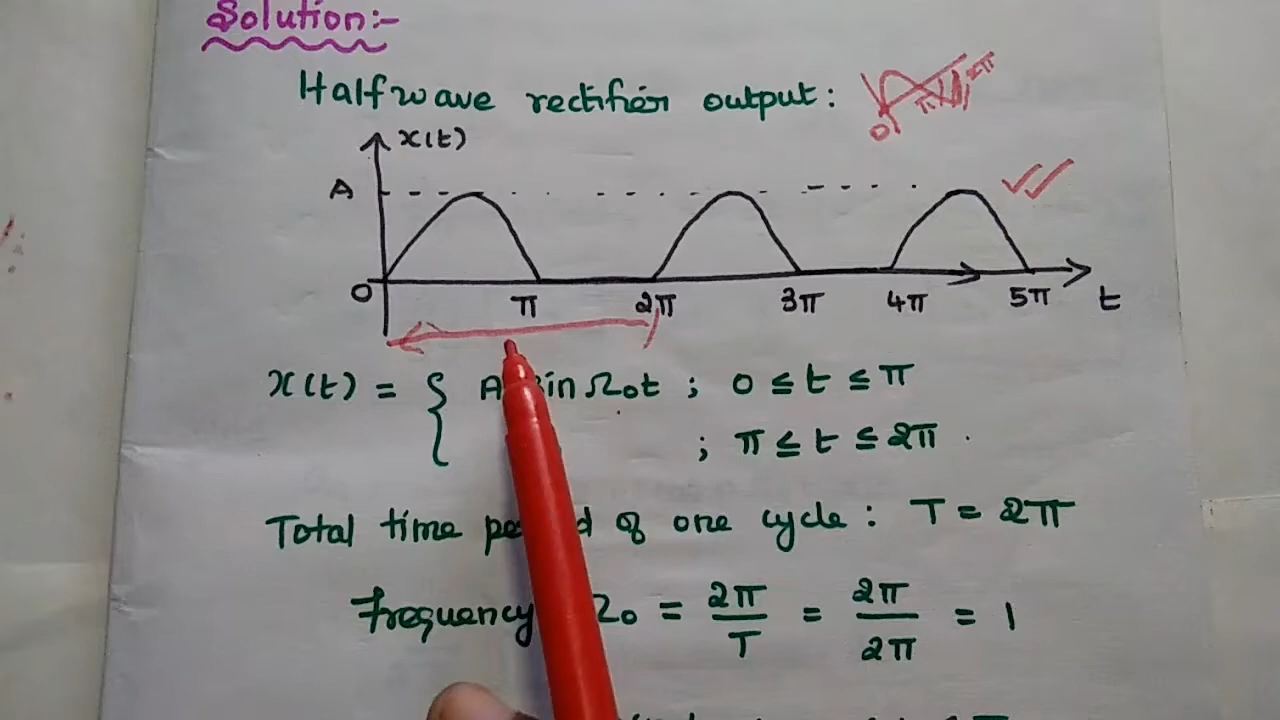 Solution:-
Halfwave rectifier output:
x(t)
A
0 π 2π 3π 4π 5π t
x(t) = { A sin Ω₀t ; 0 ≤ t ≤ π
; π ≤ t ≤ 2π .
Total time of one cycle: T = 2π
Frequency Ω₀ = 2π/T = 2π/2π = 1